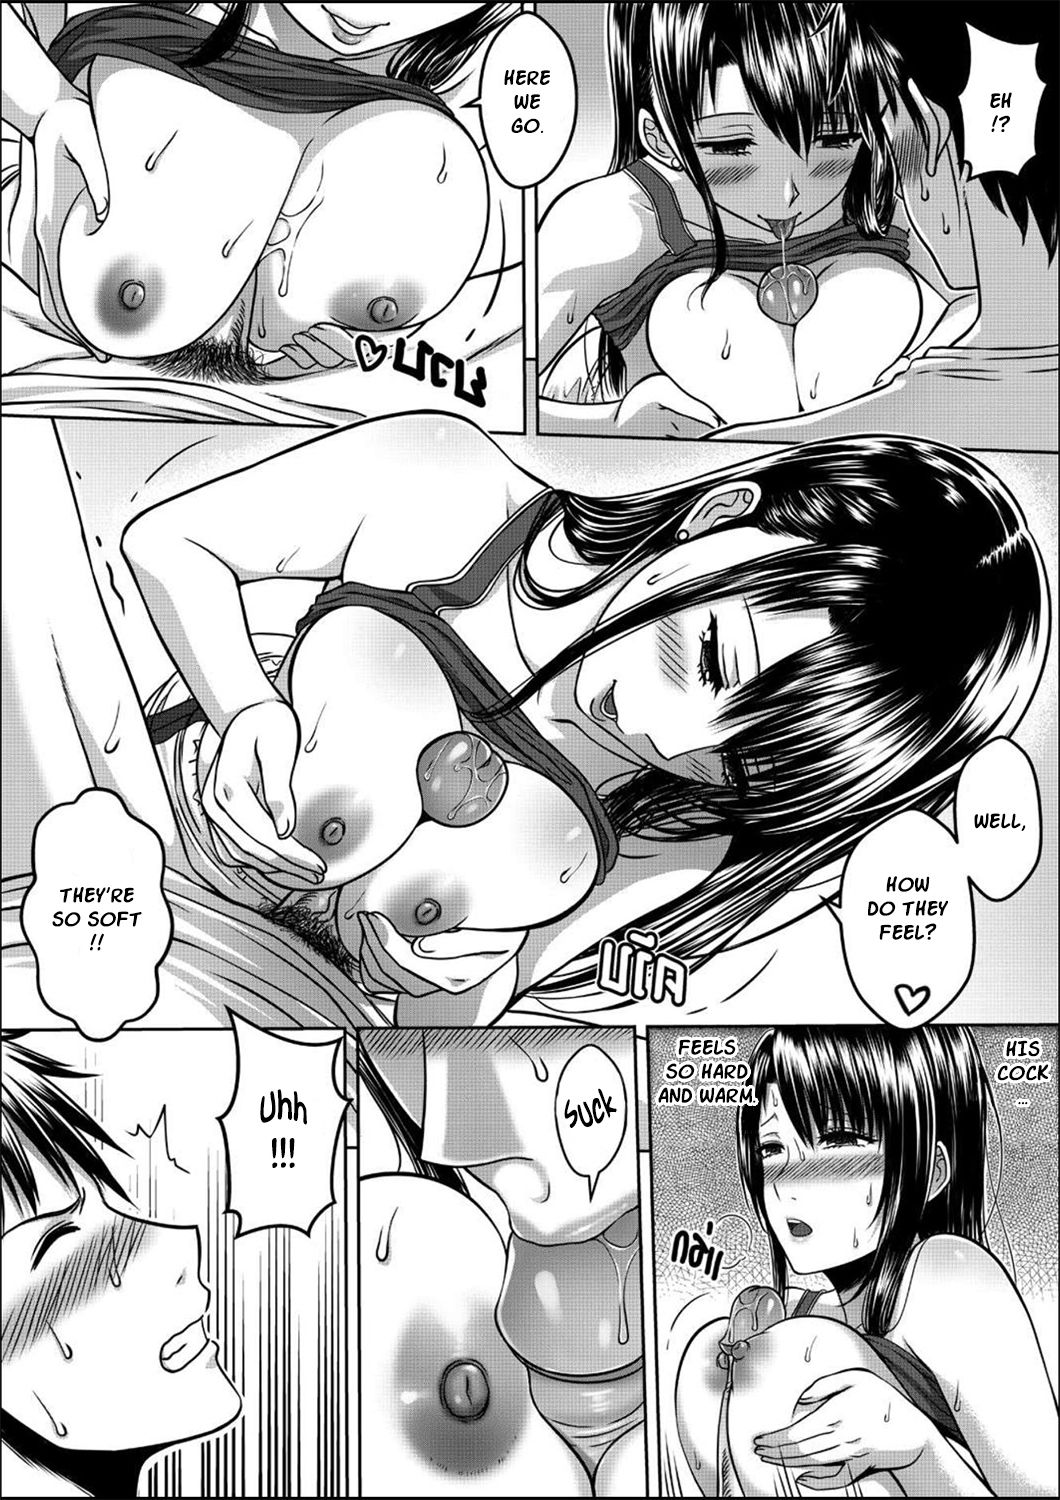 HERE
WE
GO.
EH
!?
WELL,
HOW
DO THEY
FEEL?
THEY'RE
SO SOFT
!!
Uhh
!!!
SUCK
FEELS
SO HARD
AND WARM.
HIS
COCK
...